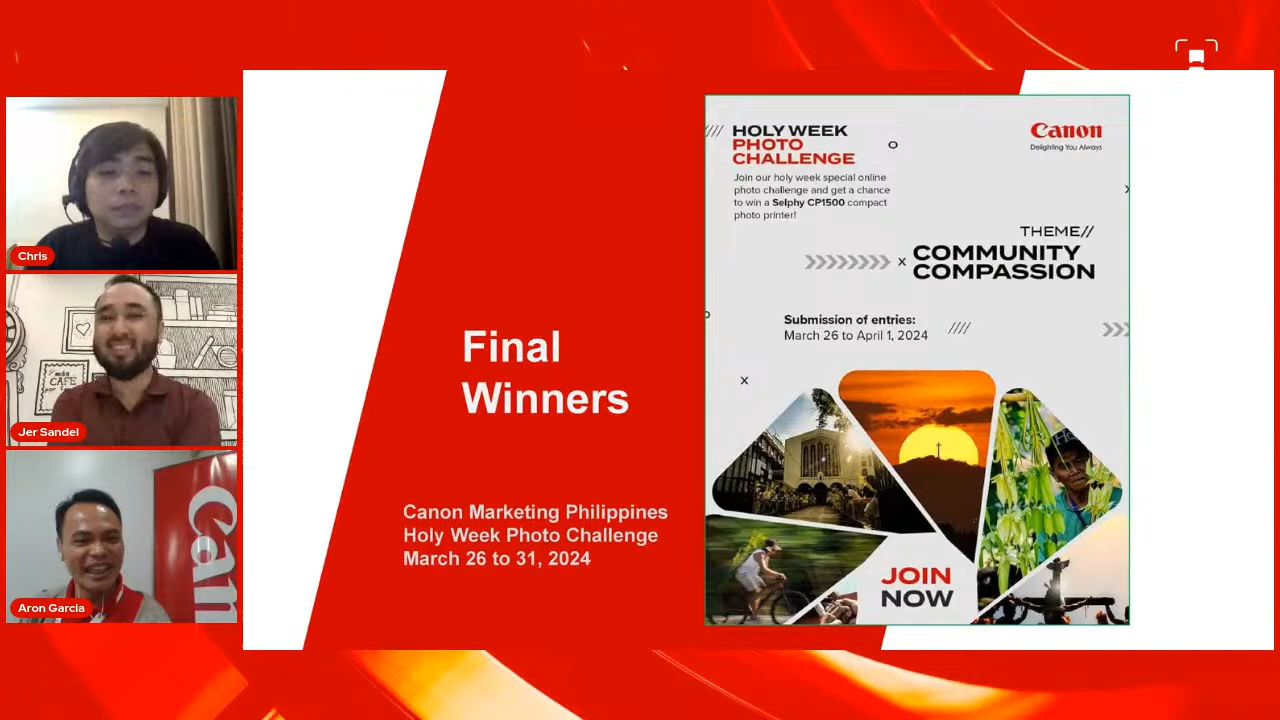 Chris
Jer Sandel
CAFE
Aron Garcia
Canon
Final
Winners
Canon Marketing Philippines
Holy Week Photo Challenge
March 26 to 31, 2024
HOLY WEEK
PHOTO
CHALLENGE
Join our holy week special online
photo challenge and get a chance
to win a Selphy CP1500 compact
photo printer!
Canon
Delighting You Always
THEME//
COMMUNITY
COMPASSION
Submission of entries:
March 26 to April 1, 2024
JOIN
NOW